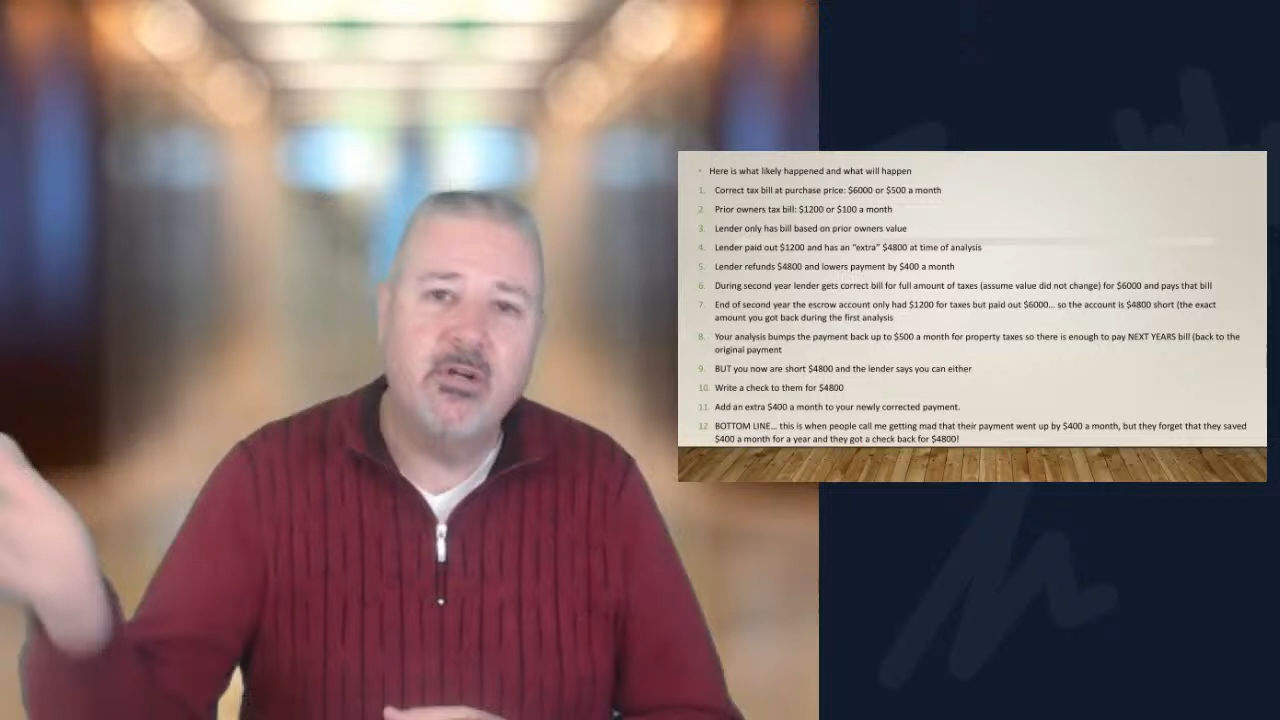 Here is what likely happened and what will happen
1. Correct tax bill at purchase price: $6000 or $500 a month
2. Prior owners tax bill: $1200 or $100 a month
3. Lender only has bill based on prior owners value
4. Lender paid out $1200 and has an "extra" $4800 at time of analysis
5. Lender refunds $4800 and lowers payment by $400 a month
6. During second year lender gets correct bill for full amount of taxes (assume value did not change) for $6000 and pays that bill
7. End of second year the escrow account only had $1200 for taxes but paid out $6000... so the account is $4800 short (the exact
amount you got back during the first analysis
8. Your analysis bumps the payment back up to $500 a month for property taxes so there is enough to pay NEXT YEARS bill (back to the
original payment
9. BUT you now are short $4800 and the lender says you can either
10. Write a check to them for $4800
11. Add an extra $400 a month to your newly corrected payment.
12. BOTTOM LINE... this is when people call me getting mad that their payment went up by $400 a month, but they forget that they saved
$400 a month for a year and they got a check back for $4800!